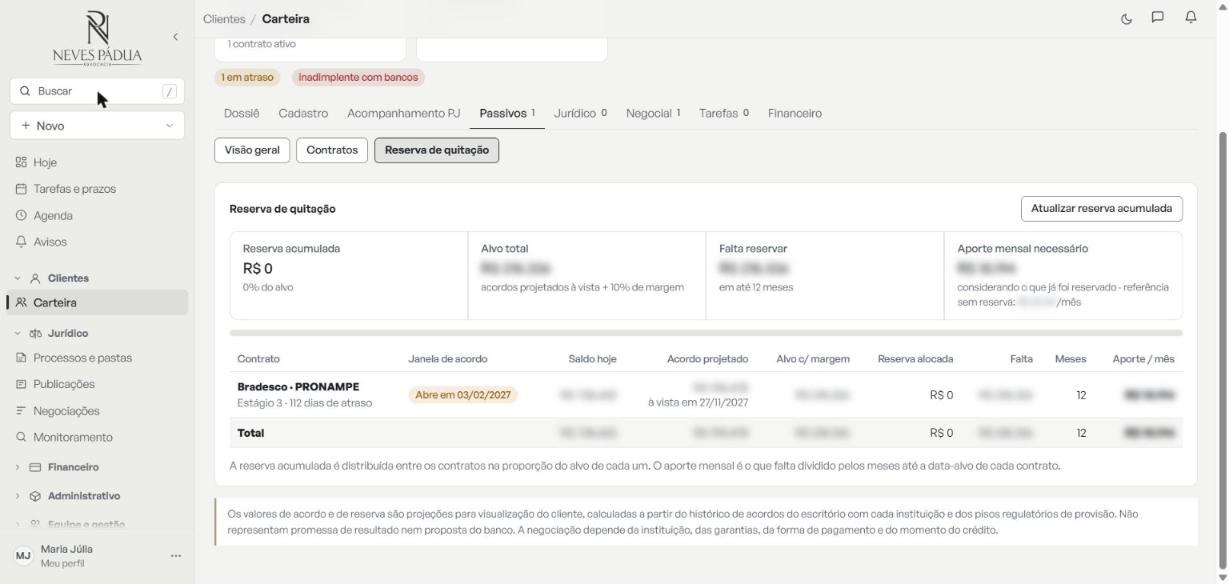 NEVES PÁDUA
ADVOCACIA
Buscar /
+ Novo
Hoje
Tarefas e prazos
Agenda
Avisos
Clientes
Carteira
Jurídico
Processos e pastas
Publicações
Negociações
Monitoramento
Financeiro
Administrativo
Equipe e gestão
MJ
Maria Júlia
Meu perfil
Clientes / Carteira
1 contrato ativo
1 em atraso Inadimplente com bancos
Dossiê Cadastro Acompanhamento PJ Passivos 1 Jurídico 0 Negocial 1 Tarefas 0 Financeiro
Visão geral Contratos Reserva de quitação
Reserva de quitação Atualizar reserva acumulada
Reserva acumulada Alvo total Falta reservar Aporte mensal necessário
R$ 0
0% do alvo acordos projetados à vista + 10% de margem em até 12 meses considerando o que já foi reservado · referência
sem reserva: /mês
Contrato Janela de acordo Saldo hoje Acordo projetado Alvo c/ margem Reserva alocada Falta Meses Aporte / mês
Bradesco · PRONAMPE
Estágio 3 · 112 dias de atraso Abre em 03/02/2027 à vista em 27/11/2027 R$ 0 12
Total R$ 0 12
A reserva acumulada é distribuída entre os contratos na proporção do alvo de cada um. O aporte mensal é o que falta dividido pelos meses até a data-alvo de cada contrato.
Os valores de acordo e de reserva são projeções para visualização do cliente, calculadas a partir do histórico de acordos do escritório com cada instituição e dos pisos regulatórios de provisão. Não
representam promessa de resultado nem proposta do banco. A negociação depende da instituição, das garantias, da forma de pagamento e do momento do crédito.